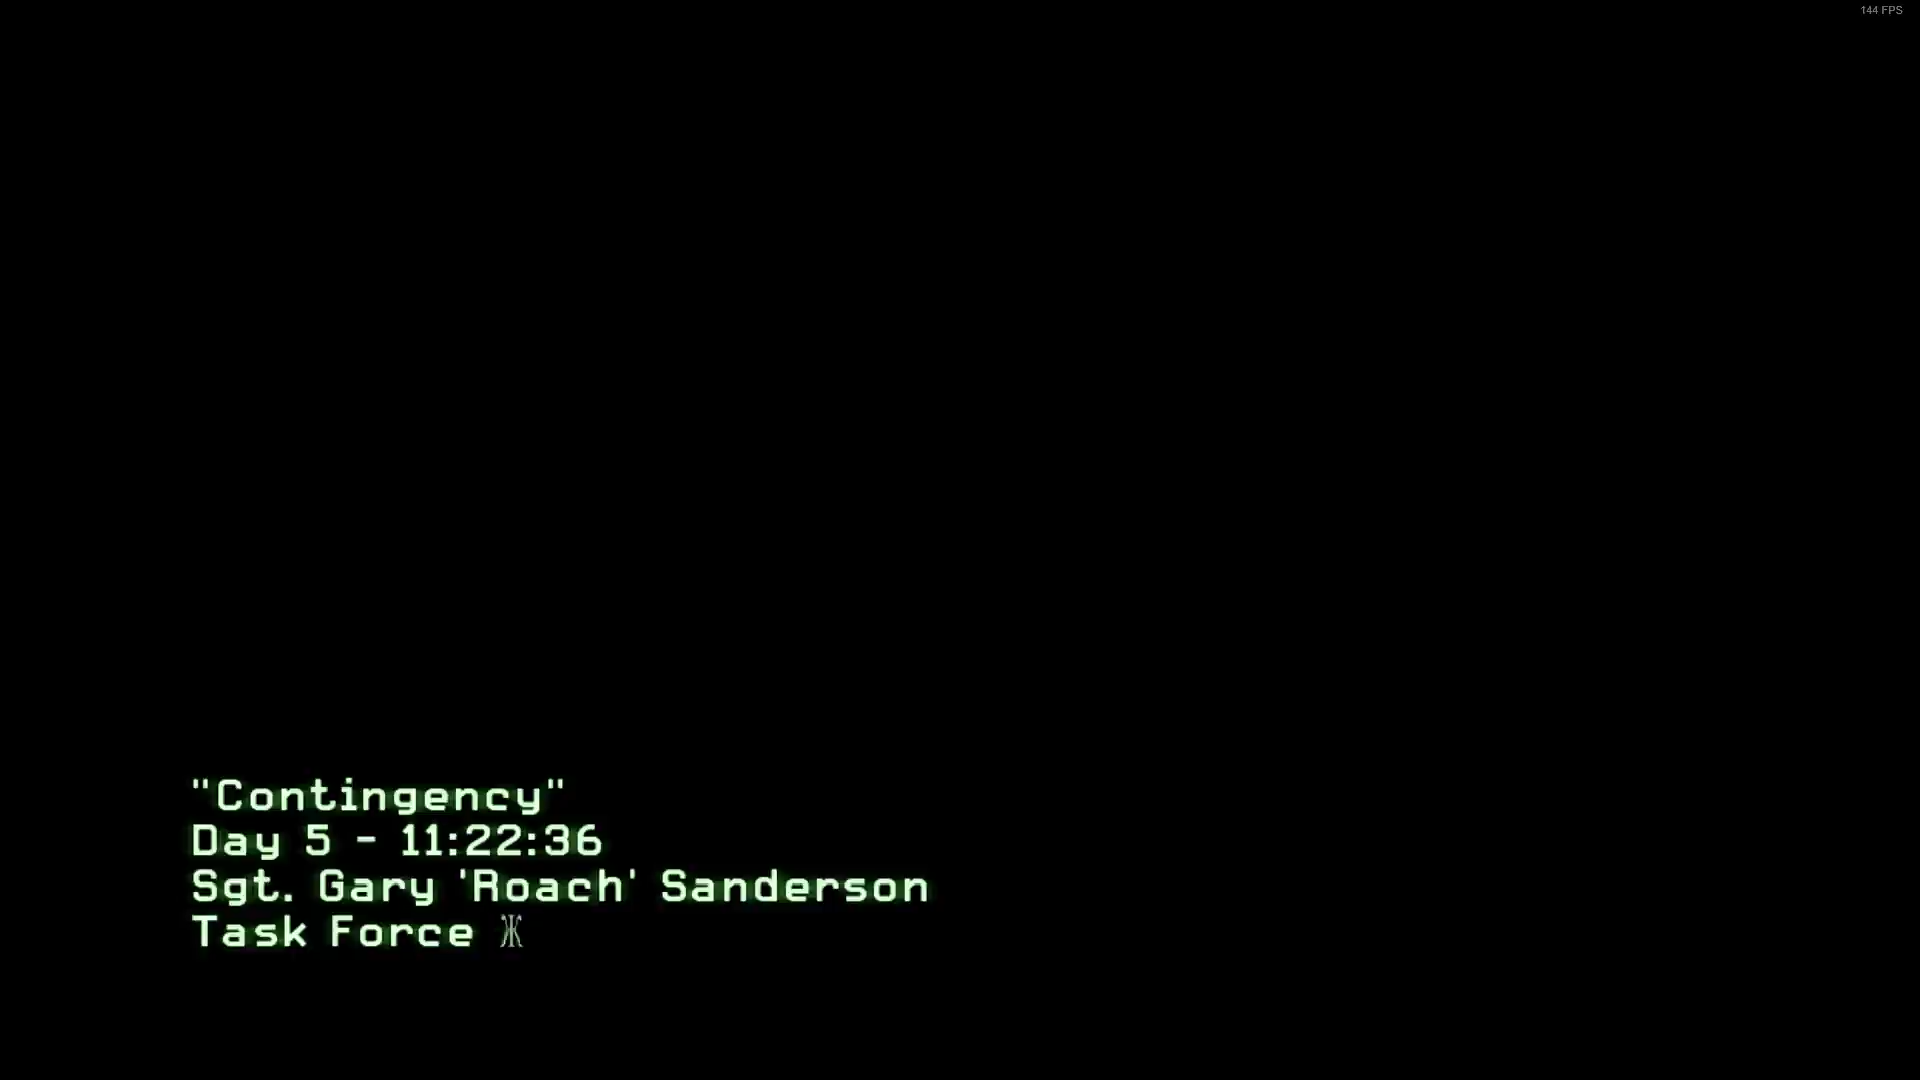 144 FPS
"Contingency"
Day 5 - 11:22:36
Sgt. Gary 'Roach' Sanderson
Task Force Ж